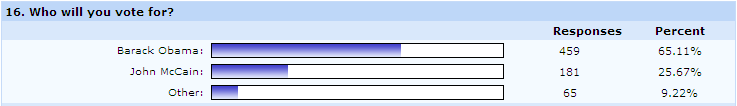 16. Who will you vote for?
Responses Percent
Barack Obama: 459 65.11%
John McCain: 181 25.67%
Other: 65 9.22%